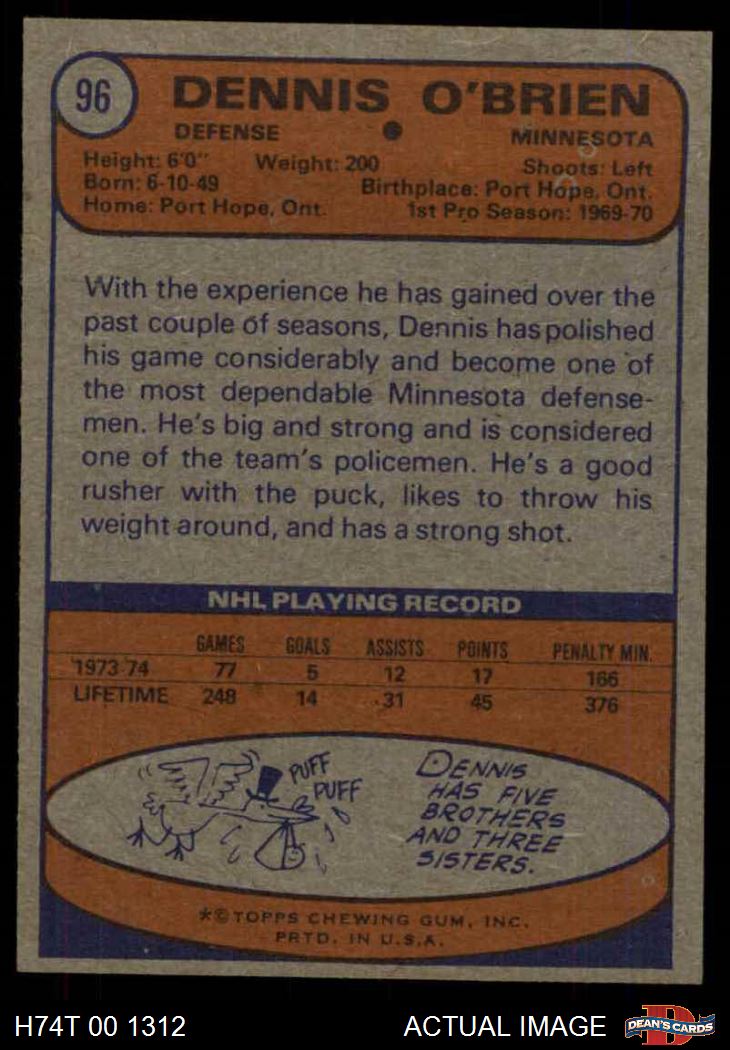 96 DENNIS O'BRIEN
DEFENSE MINNESOTA
Height: 6'0" Weight: 200 Shoots: Left
Born: 6-10-49 Birthplace: Port Hope, Ont.
Home: Port Hope, Ont. 1st Pro Season: 1969-70
With the experience he has gained over the
past couple of seasons, Dennis has polished
his game considerably and become one of
the most dependable Minnesota defense-
men. He's big and strong and is considered
one of the team's policemen. He's a good
rusher with the puck, likes to throw his
weight around, and has a strong shot.
NHL PLAYING RECORD
GAMES GOALS ASSISTS POINTS PENALTY MIN.
1973-74 77 5 12 17 166
LIFETIME 248 14 31 45 376
PUFF
PUFF
DENNIS
HAS FIVE
BROTHERS
AND THREE
SISTERS.
*© TOPPS CHEWING GUM, INC.
PRTD. IN U.S.A.
H74T 00 1312 ACTUAL IMAGE D DEAN'S CARDS